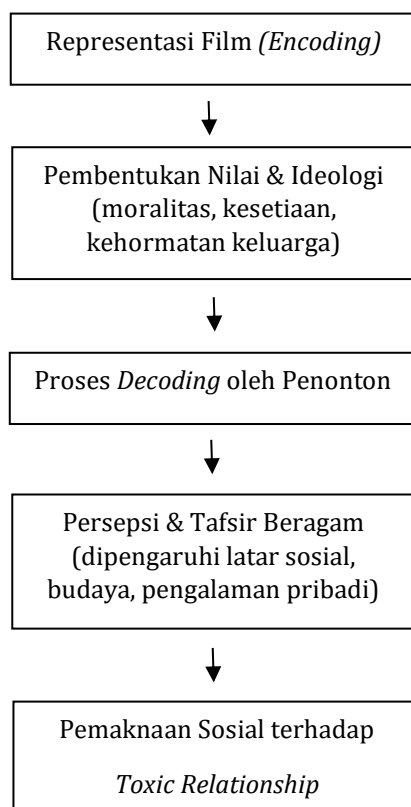 Representasi Film (Encoding)
Pembentukan Nilai & Ideologi
(moralitas, kesetiaan,
kehormatan keluarga)
Proses Decoding oleh Penonton
Persepsi & Tafsir Beragam
(dipengaruhi latar sosial,
budaya, pengalaman pribadi)
Pemaknaan Sosial terhadap
Toxic Relationship